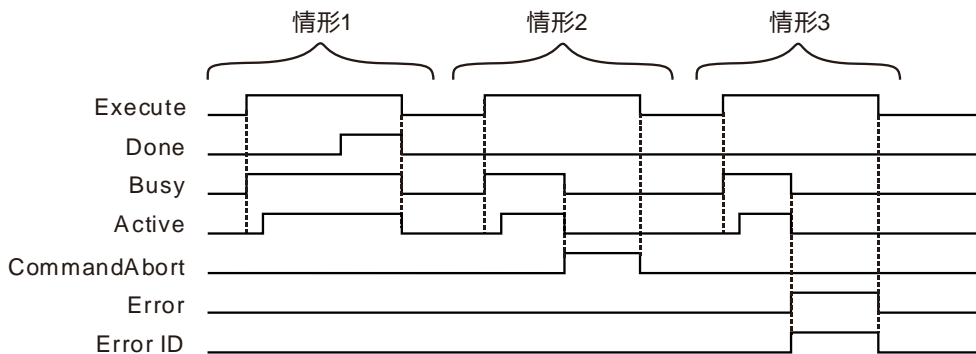 情形1 情形2 情形3
Execute
Done
Busy
Active
CommandAbort
Error
Error ID